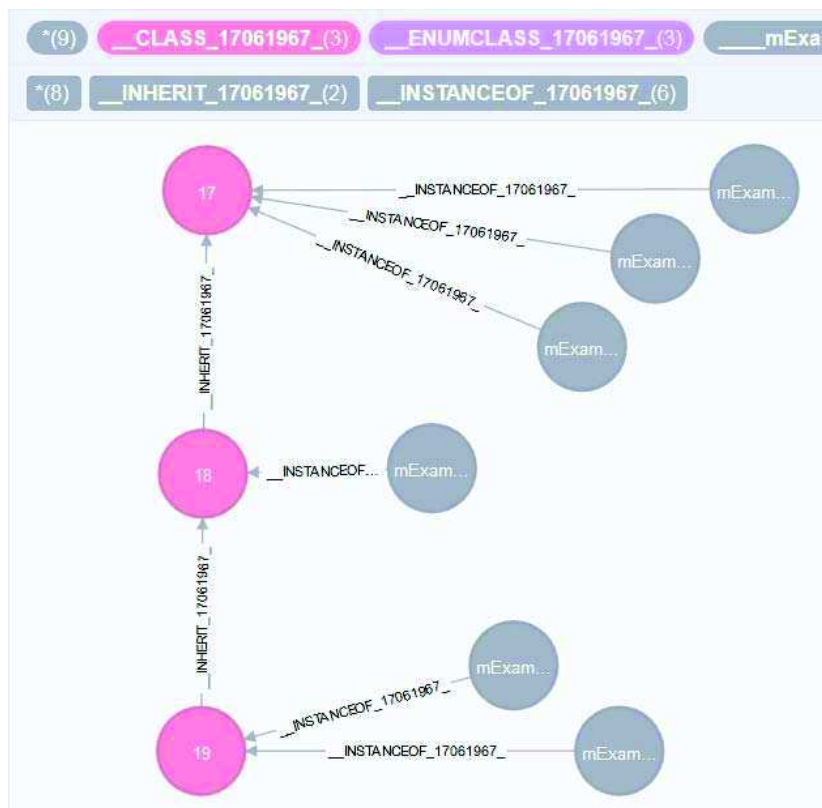 *(9) __CLASS_17061967_(3) __ENUMCLASS_17061967_(3) ____mExa
*(8) __INHERIT_17061967_(2) __INSTANCEOF_17061967_(6)
17
__INSTANCEOF_17061967_
mExam...
__INSTANCEOF_17061967_
mExam...
__INSTANCEOF_17061967_
mExam...
__INHERIT_17061967_
18
__INSTANCEOF...
mExam...
__INHERIT_17061967_
mExam...
__INSTANCEOF_17061967_
19
__INSTANCEOF_17061967_
mExam...